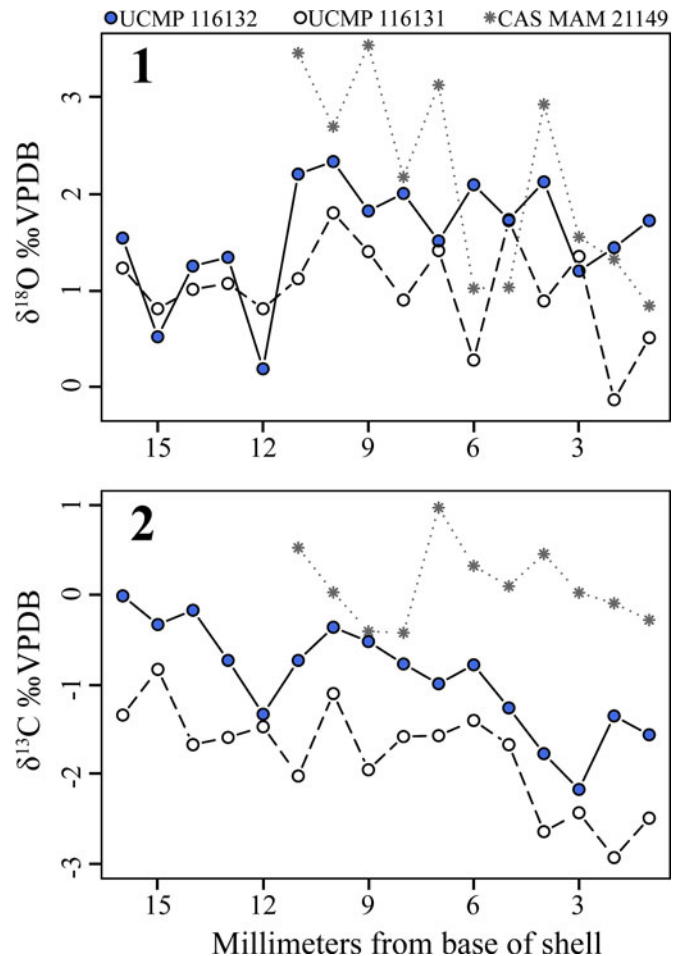 UCMP 116132 UCMP 116131 CAS MAM 21149
1
δ¹⁸O ‰VPDB
3
2
1
0
15 12 9 6 3
2
δ¹³C ‰VPDB
1
0
-1
-2
-3
15 12 9 6 3
Millimeters from base of shell